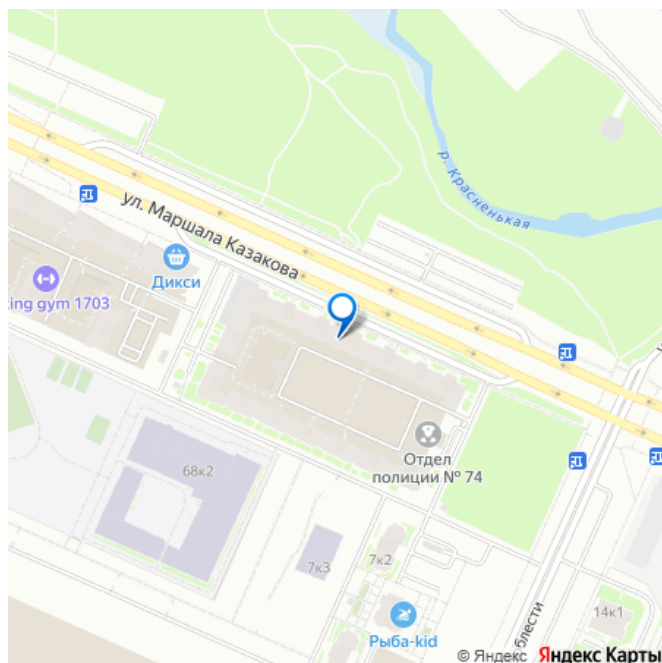 р. Красненькая
ул. Маршала Казакова
Дикси
king gym 1703
Отдел
полиции № 74
68к2
7к3
7к2
14к1
Рыба-kid
блести
© Яндекс Яндекс Карты